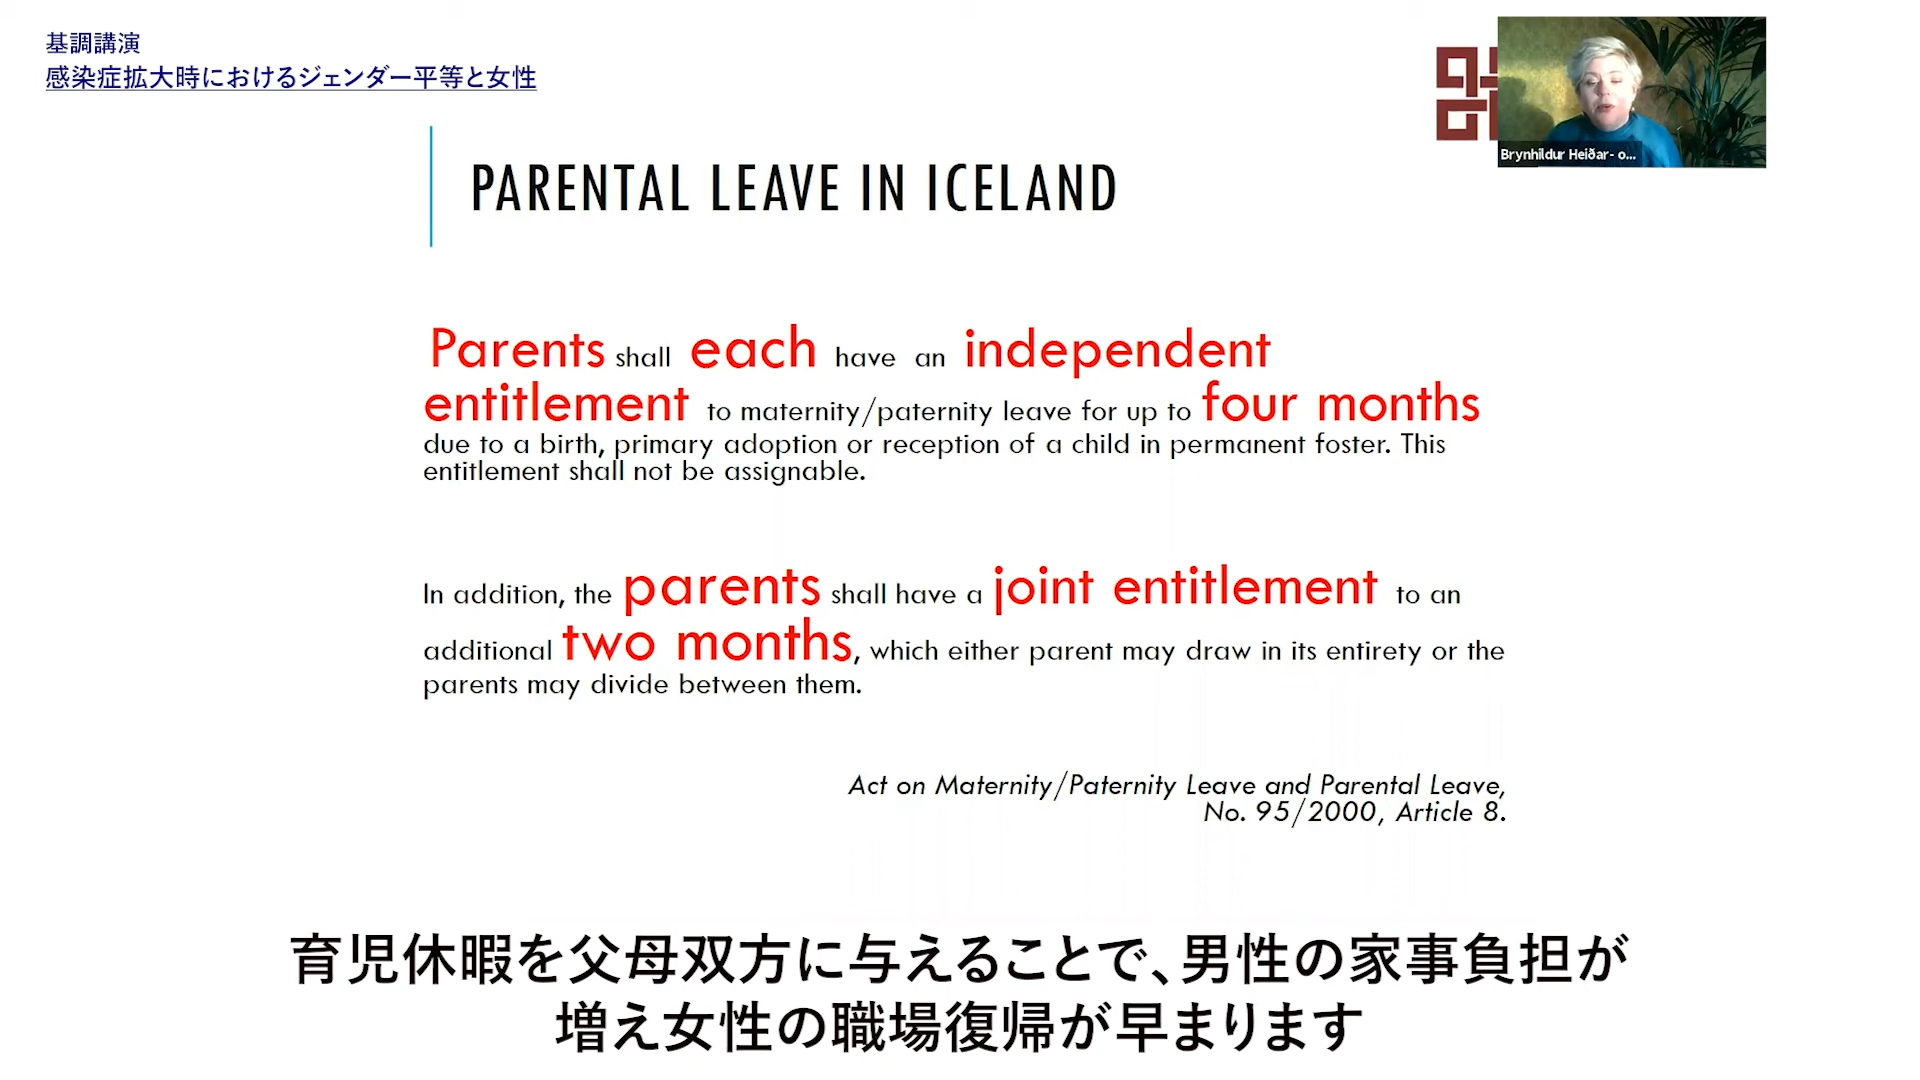 基調講演
感染症拡大時におけるジェンダー平等と女性
Brynhildur Heiðar- o...
PARENTAL LEAVE IN ICELAND
Parents shall each have an independent
entitlement to maternity/paternity leave for up to four months
due to a birth, primary adoption or reception of a child in permanent foster. This
entitlement shall not be assignable.
In addition, the parents shall have a joint entitlement to an
additional two months, which either parent may draw in its entirety or the
parents may divide between them.
Act on Maternity/Paternity Leave and Parental Leave,
No. 95/2000, Article 8.
育児休暇を父母双方に与えることで、男性の家事負担が
増え女性の職場復帰が早まります